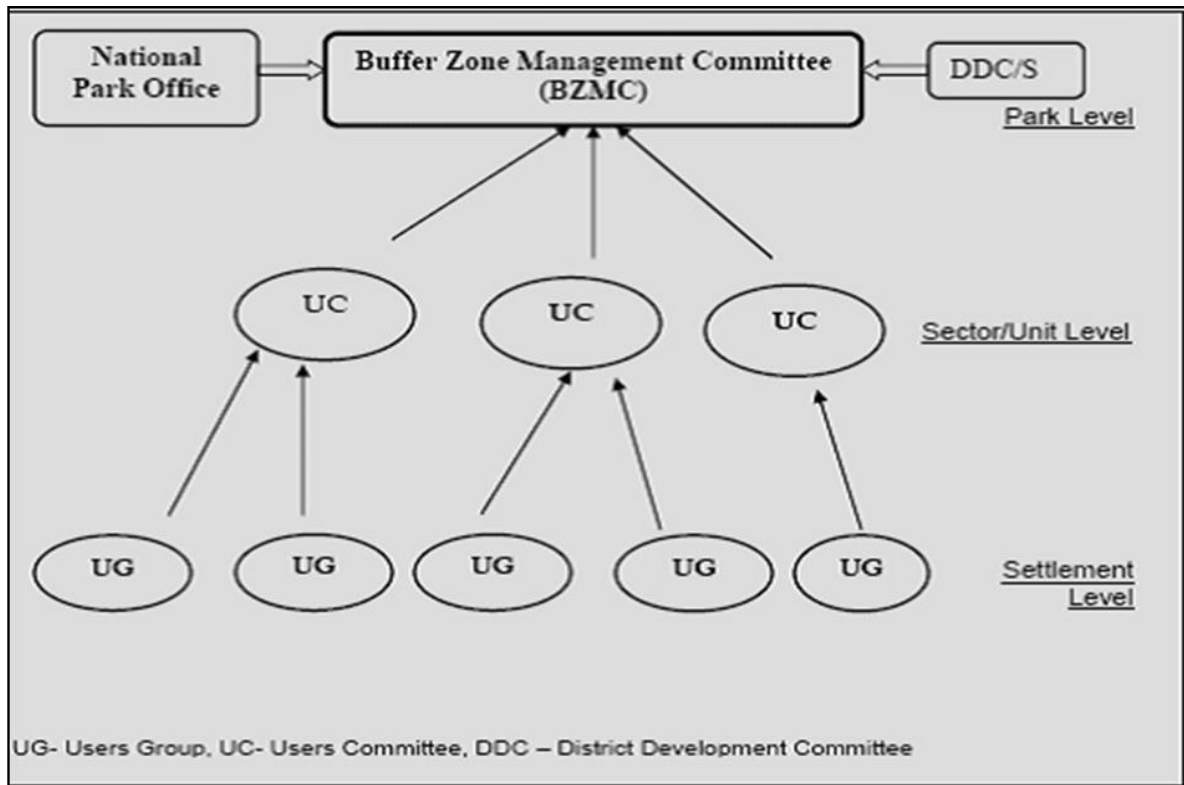 National
Park Office
Buffer Zone Management Committee
(BZMC)
DDC/S
Park Level
UC
UC
UC
Sector/Unit Level
UG
UG
UG
UG
UG
Settlement
Level
UG- Users Group, UC- Users Committee, DDC – District Development Committee